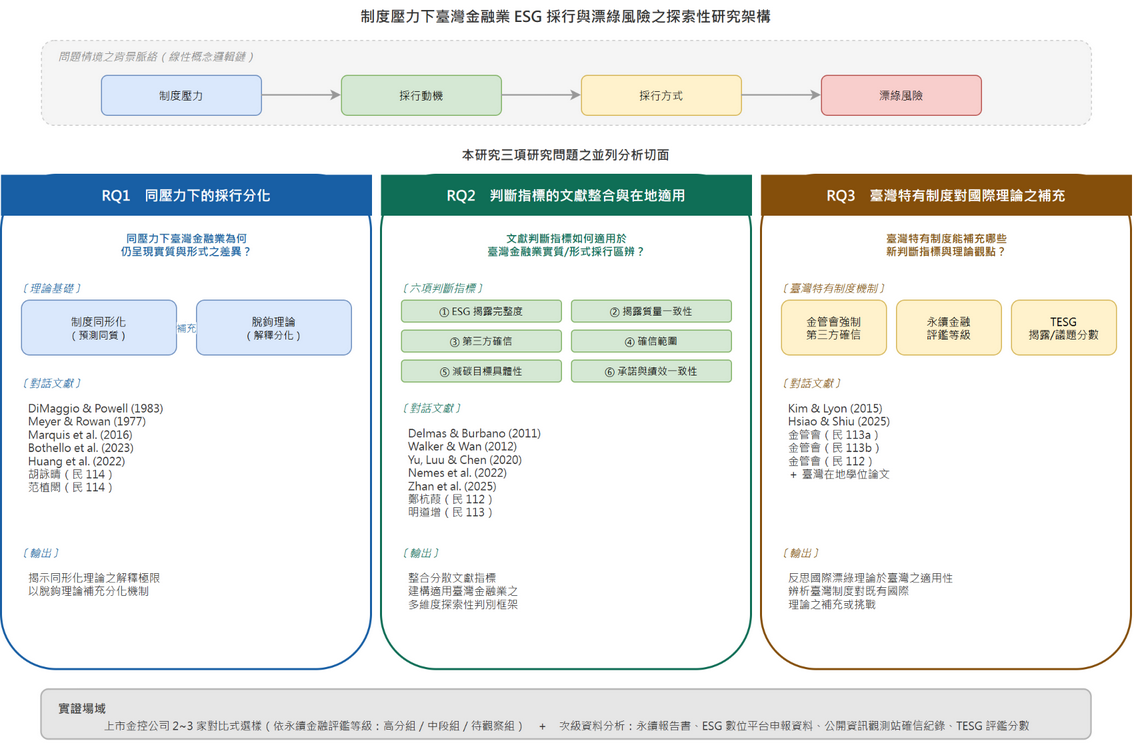 制度壓力下臺灣金融業 ESG 採行與漂綠風險之探索性研究架構
問題情境之背景脈絡（線性概念邏輯鏈）
制度壓力
採行動機
採行方式
漂綠風險
本研究三項研究問題之並列分析切面
RQ1 同壓力下的採行分化
同壓力下臺灣金融業為何
仍呈現實質與形式之差異？
〔理論基礎〕
制度同形化
（預測同質）
補充
脫鉤理論
（解釋分化）
〔對話文獻〕
DiMaggio & Powell (1983)
Meyer & Rowan (1977)
Marquis et al. (2016)
Bothello et al. (2023)
Huang et al. (2022)
胡詠晴（民 114）
范植閎（民 114）
〔輸出〕
揭示同形化理論之解釋極限
以脫鉤理論補充分化機制
RQ2 判斷指標的文獻整合與在地適用
文獻判斷指標如何適用於
臺灣金融業實質/形式採行區辨？
〔六項判斷指標〕
① ESG 揭露完整度
② 揭露質量一致性
③ 第三方確信
④ 確信範圍
⑤ 減碳目標具體性
⑥ 承諾與績效一致性
〔對話文獻〕
Delmas & Burbano (2011)
Walker & Wan (2012)
Yu, Luu & Chen (2020)
Nemes et al. (2022)
Zhan et al. (2025)
鄭杭葭（民 112）
明道增（民 113）
〔輸出〕
整合分散文獻指標
建構適用臺灣金融業之
多維度探索性判別框架
RQ3 臺灣特有制度對國際理論之補充
臺灣特有制度能補充哪些
新判斷指標與理論觀點？
〔臺灣特有制度機制〕
金管會強制
第三方確信
永續金融
評鑑等級
TESG
揭露/議題分數
〔對話文獻〕
Kim & Lyon (2015)
Hsiao & Shiu (2025)
金管會（民 113a）
金管會（民 113b）
金管會（民 112）
+ 臺灣在地學位論文
〔輸出〕
反思國際漂綠理論於臺灣之適用性
辨析臺灣制度對既有國際
理論之補充或挑戰
實證場域
上市金控公司 2~3 家對比式選樣（依永續金融評鑑等級：高分組 / 中段組 / 待觀察組） + 次級資料分析：永續報告書、ESG 數位平台申報資料、公開資訊觀測站確信紀錄、TESG 評鑑分數